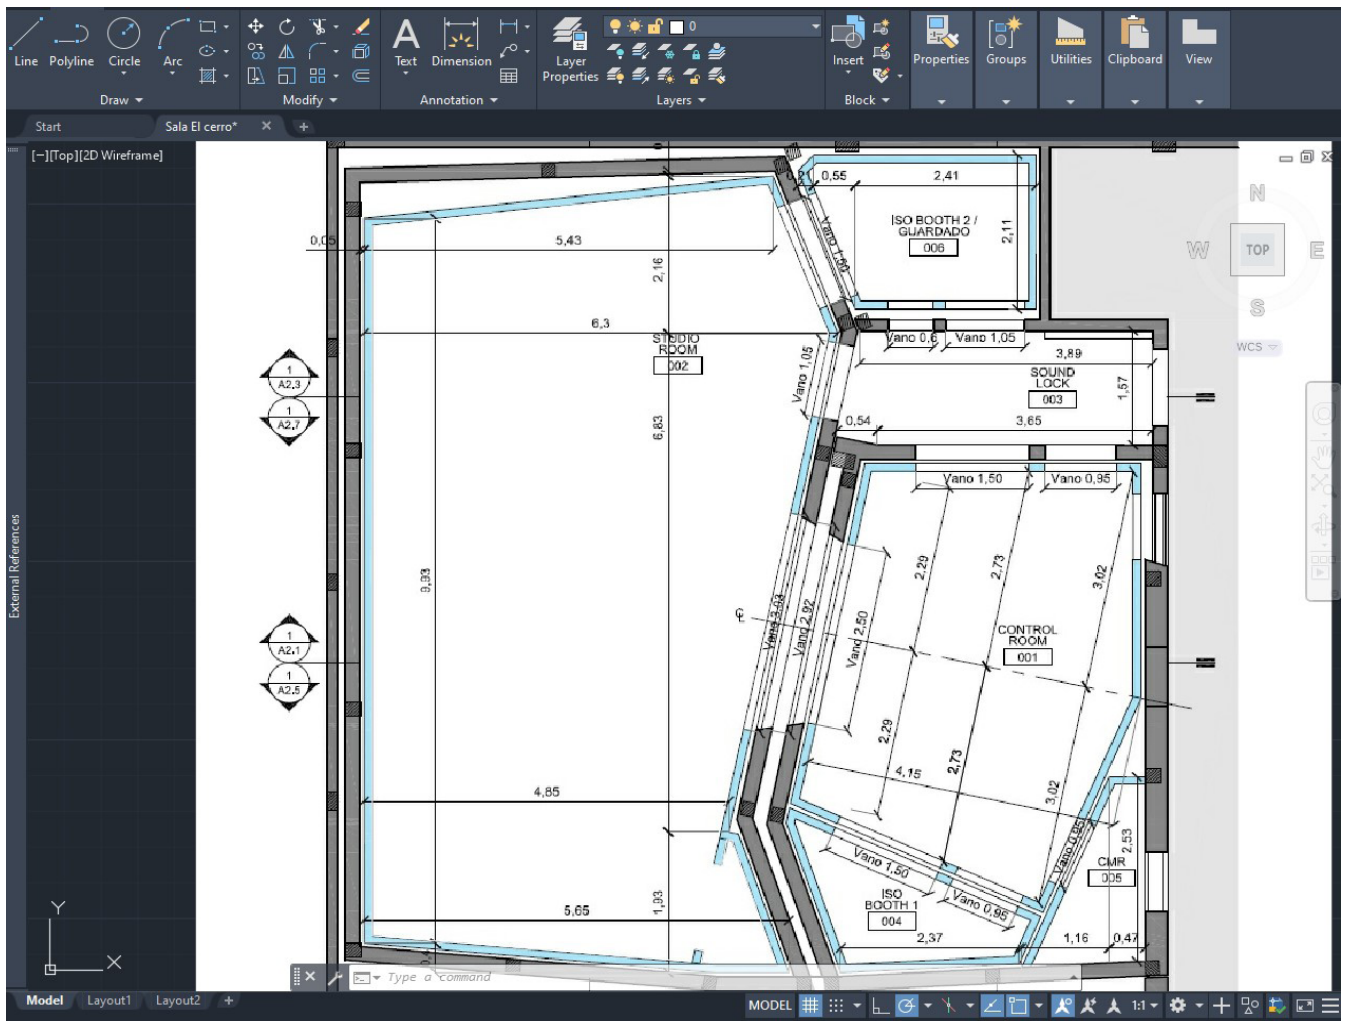 Line
Polyline
Circle
Arc
Text
Dimension
Layer
Properties
0
Insert
Properties
Groups
Utilities
Clipboard
View
Draw
Modify
Annotation
Layers
Block
Start
Sala El cerro*
[−][Top][2D Wireframe]
N
W
TOP
E
S
WCS
0,55
2,41
ISO BOOTH 2 /
GUARDADO
006
2,11
Vano 1,50
0,05
5,43
2,16
6,3
STUDIO
ROOM
002
Vano 0,6
Vano 1,05
3,89
SOUND
LOCK
003
1,57
Vano 1,05
1
A2.3
1
A2.7
0,54
3,65
6,83
Vano 1,50
Vano 0,95
External References
9,93
2,29
2,73
3,02
Vano 3,03
Vano 2,92
Vano 2,50
CONTROL
ROOM
001
1
A2.1
1
A2.5
2,29
2,73
3,02
4,15
4,85
Vano 0,95
2,53
CMR
005
Vano 1,50
ISO
BOOTH 1
004
Vano 0,95
1,93
5,65
2,37
1,16
0,47
Y
X
Type a command
Model
Layout1
Layout2
MODEL
1:1